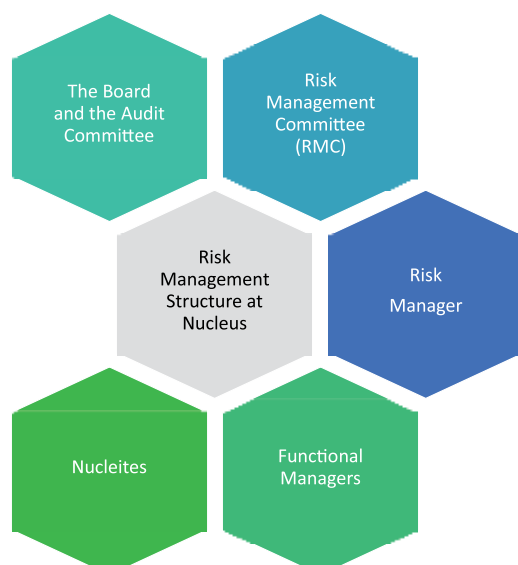 The Board
and the Audit
Committee
Risk
Management
Committee
(RMC)
Risk
Management
Structure at
Nucleus
Risk
Manager
Nucleites
Functional
Managers